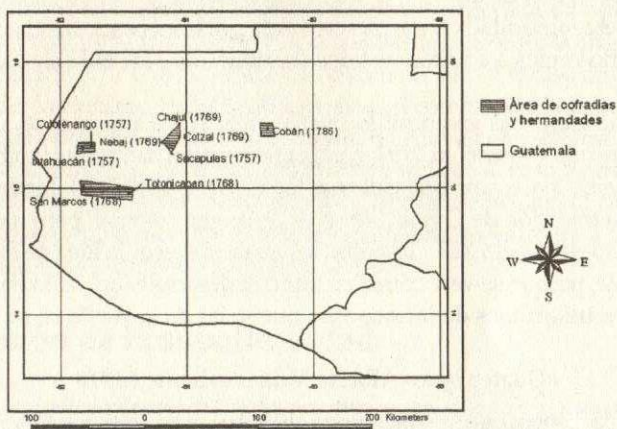 Chajul (1769)
Colotenango (1757)
Nebaj (1769)
Cotzal (1769)
Cobán (1786)
Ixtahuacán (1757)
Sacapulas (1757)
Totonicapán (1768)
San Marcos (1768)
Área de cofradías
y hermandades
Guatemala
N
W
E
S
100
0
100
200
Kilometers